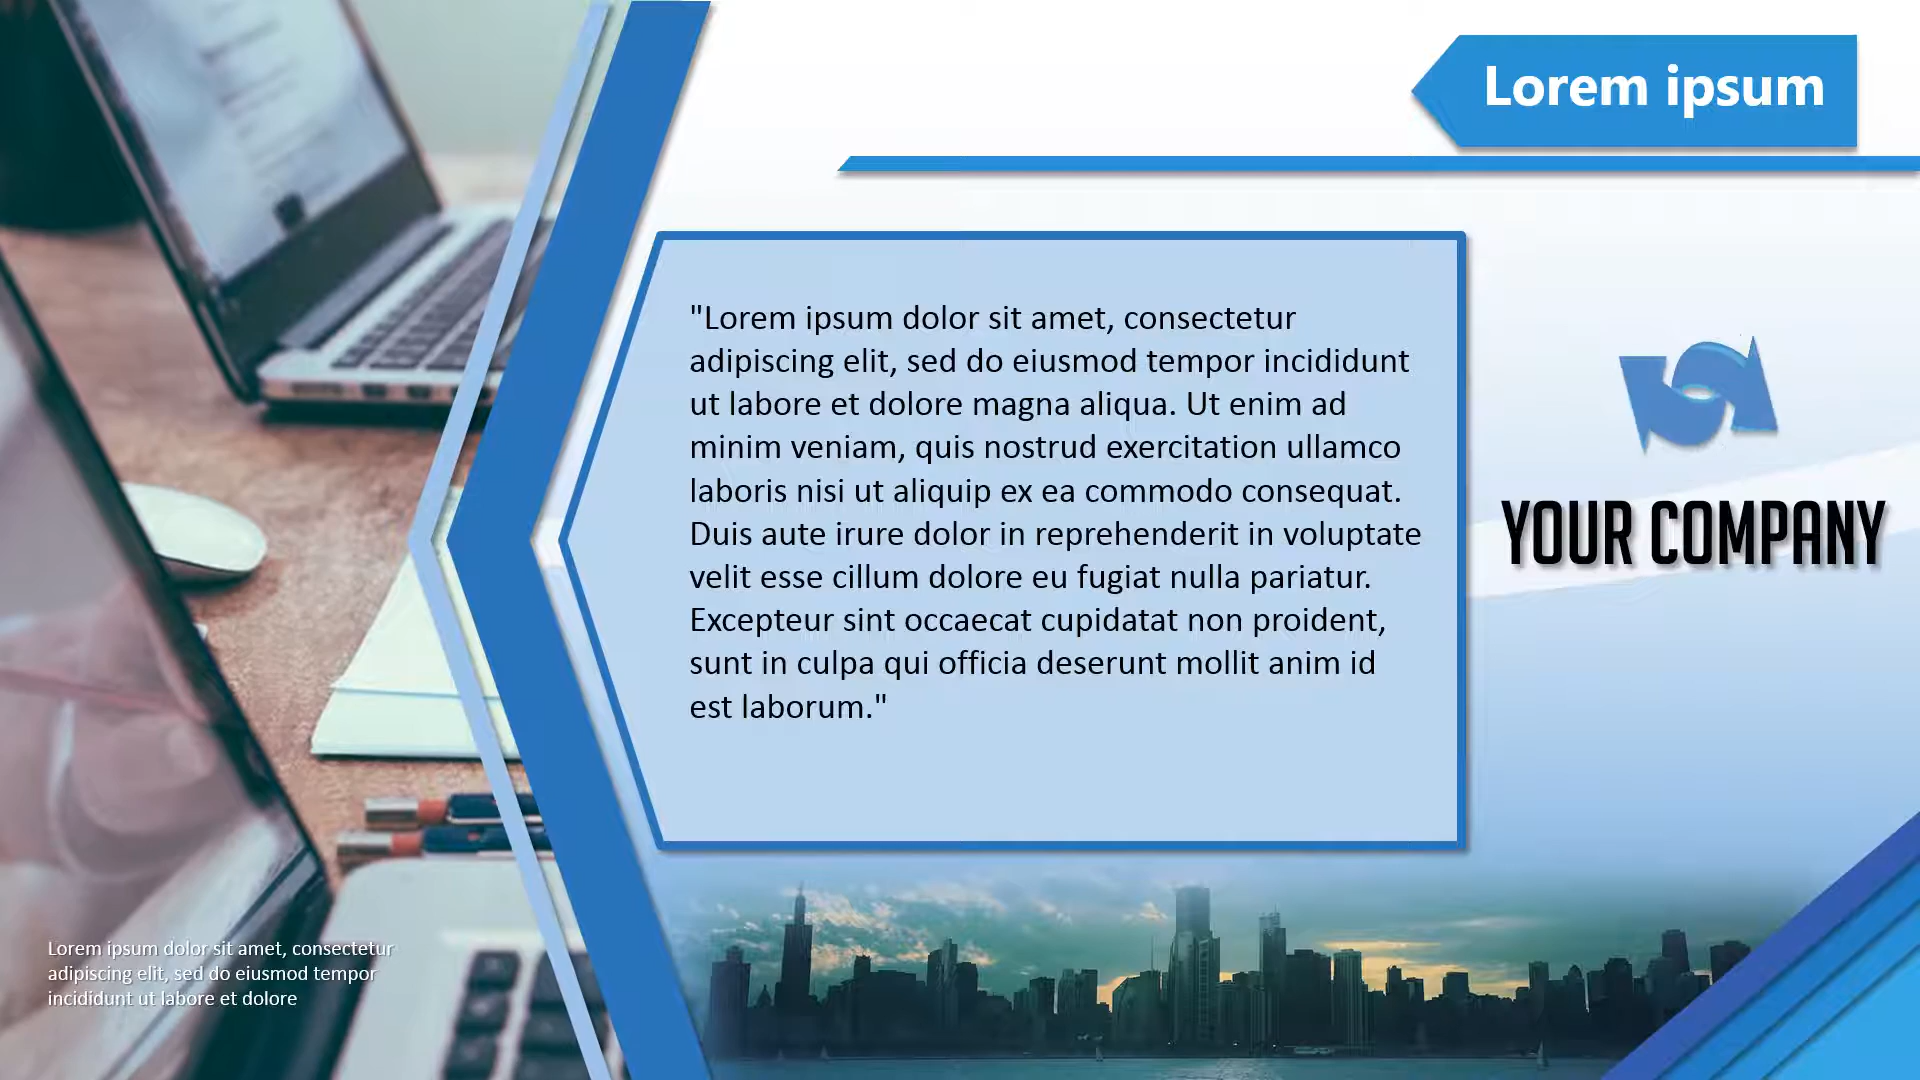 Lorem ipsum
"Lorem ipsum dolor sit amet, consectetur
adipiscing elit, sed do eiusmod tempor incididunt
ut labore et dolore magna aliqua. Ut enim ad
minim veniam, quis nostrud exercitation ullamco
laboris nisi ut aliquip ex ea commodo consequat.
Duis aute irure dolor in reprehenderit in voluptate
velit esse cillum dolore eu fugiat nulla pariatur.
Excepteur sint occaecat cupidatat non proident,
sunt in culpa qui officia deserunt mollit anim id
est laborum."
YOUR COMPANY
Lorem ipsum dolor sit amet, consectetur
adipiscing elit, sed do eiusmod tempor
incididunt ut labore et dolore